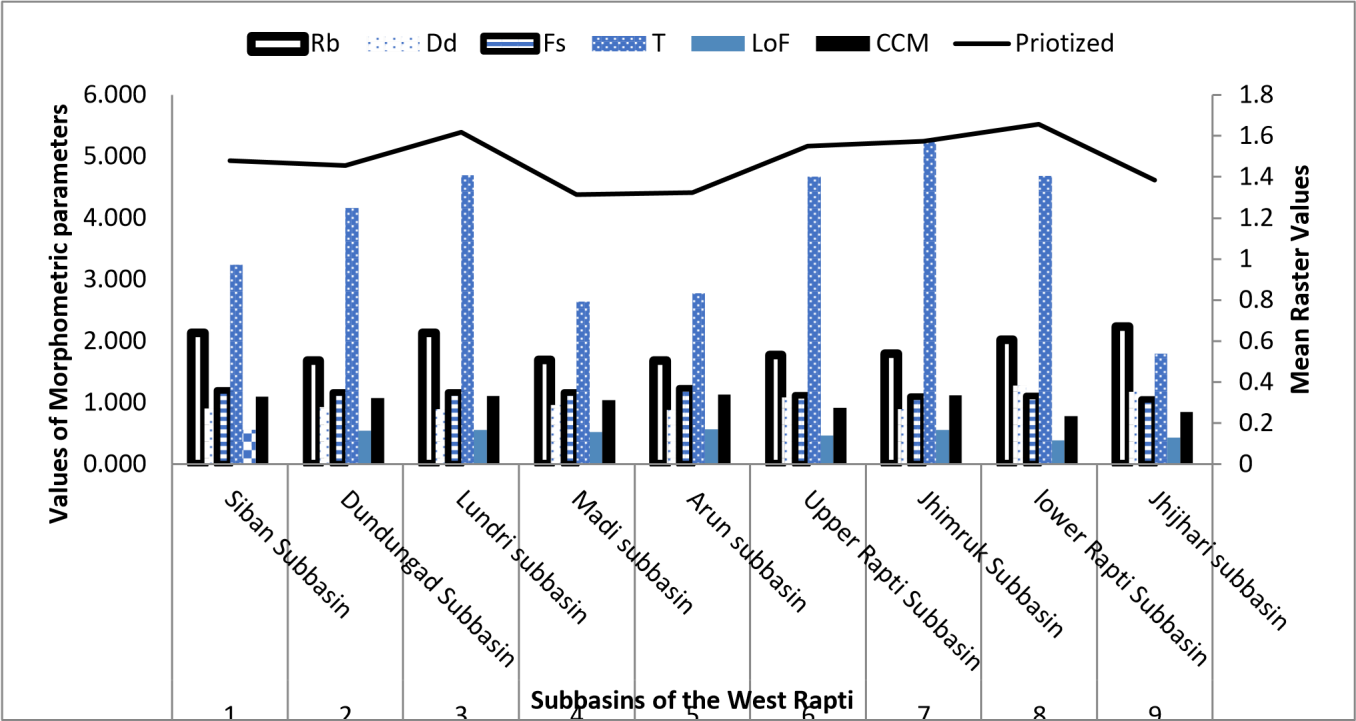 Rb Dd Fs T LoF CCM Priotized
Values of Morphometric parameters
6.000
5.000
4.000
3.000
2.000
1.000
0.000
1.8
1.6
1.4
1.2
1
0.8
0.6
0.4
0.2
0
Mean Raster Values
Siban Subbasin
Dundungad Subbasin
Lundri subbasin
Madi subbasin
Arun subbasin
Upper Rapti Subbasin
Jhimruk Subbasin
lower Rapti Subbasin
Jhijhari subbasin
1 2 3 4 5 6 7 8 9
Subbasins of the West Rapti